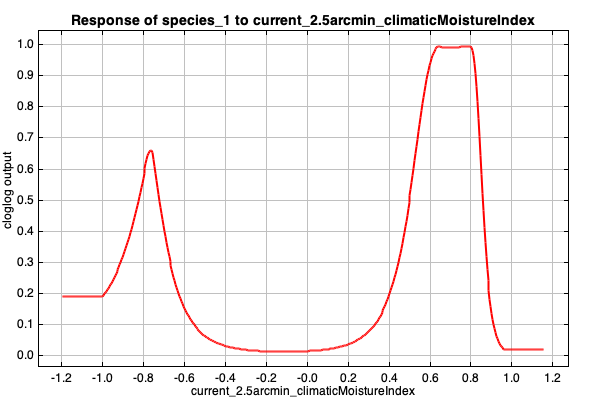 Response of species_1 to current_2.5arcmin_climaticMoistureIndex
1.0
0.9
0.8
0.7
0.6
0.5
0.4
0.3
0.2
0.1
0.0
cloglog output
-1.2 -1.0 -0.8 -0.6 -0.4 -0.2 -0.0 0.2 0.4 0.6 0.8 1.0 1.2
current_2.5arcmin_climaticMoistureIndex